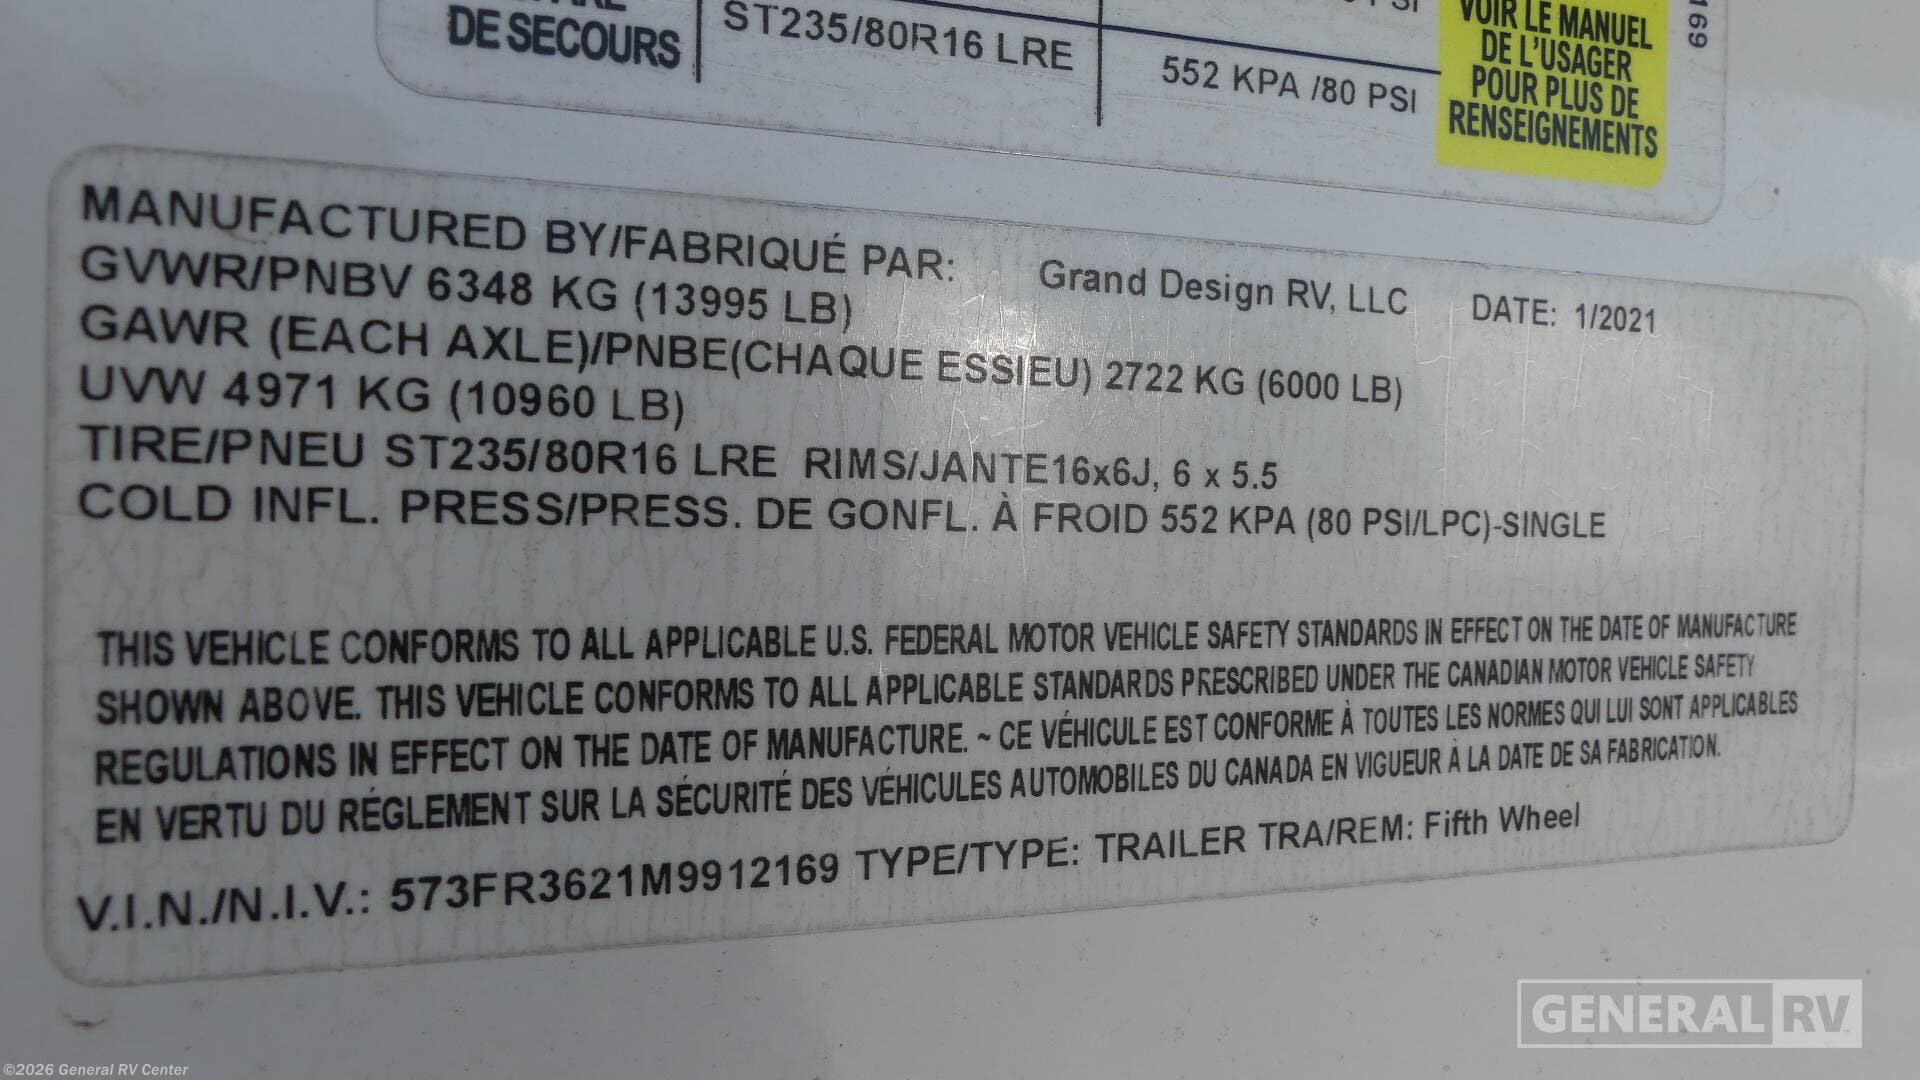 DE SECOURS
ST235/80R16 LRE
552 KPA /80 PSI
VOIR LE MANUEL
DE L'USAGER
POUR PLUS DE
RENSEIGNEMENTS
169
MANUFACTURED BY/FABRIQUÉ PAR: Grand Design RV, LLC DATE: 1/2021
GVWR/PNBV 6348 KG (13995 LB)
GAWR (EACH AXLE)/PNBE(CHAQUE ESSIEU) 2722 KG (6000 LB)
UVW 4971 KG (10960 LB)
TIRE/PNEU ST235/80R16 LRE RIMS/JANTE16x6J, 6 x 5.5
COLD INFL. PRESS/PRESS. DE GONFL. À FROID 552 KPA (80 PSI/LPC)-SINGLE
THIS VEHICLE CONFORMS TO ALL APPLICABLE U.S. FEDERAL MOTOR VEHICLE SAFETY STANDARDS IN EFFECT ON THE DATE OF MANUFACTURE
SHOWN ABOVE. THIS VEHICLE CONFORMS TO ALL APPLICABLE STANDARDS PRESCRIBED UNDER THE CANADIAN MOTOR VEHICLE SAFETY
REGULATIONS IN EFFECT ON THE DATE OF MANUFACTURE. ~ CE VÉHICULE EST CONFORME À TOUTES LES NORMES QUI LUI SONT APPLICABLES
EN VERTU DU RÉGLEMENT SUR LA SÉCURITÉ DES VÉHICULES AUTOMOBILES DU CANADA EN VIGUEUR À LA DATE DE SA FABRICATION.
V.I.N./N.I.V.: 573FR3621M9912169 TYPE/TYPE: TRAILER TRA/REM: Fifth Wheel
GENERAL RV
©2026 General RV Center